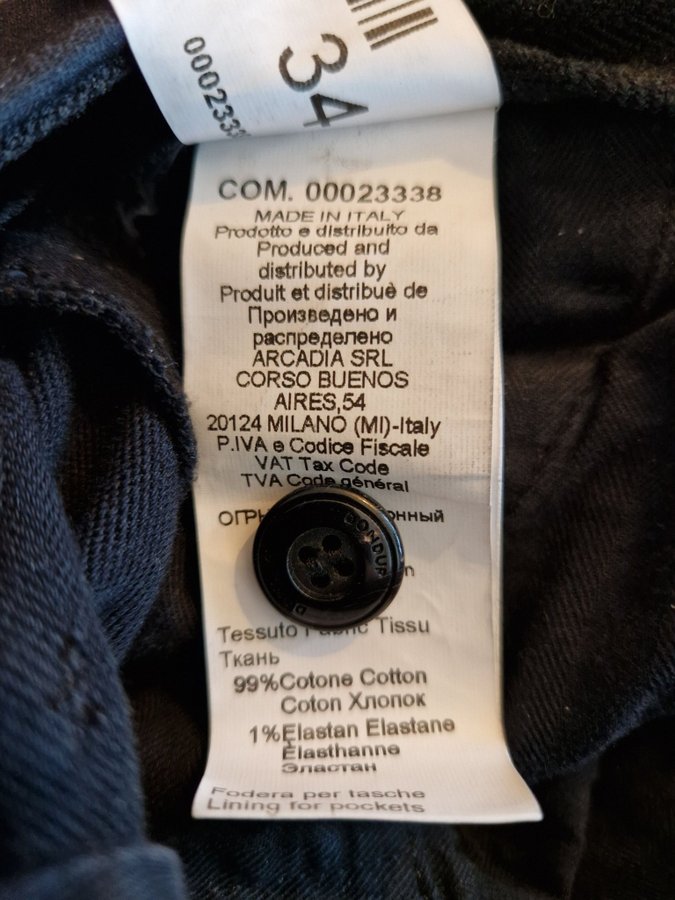 34
COM. 00023338
MADE IN ITALY
Prodotto e distribuito da
Produced and
distributed by
Produit et distribuè de
Произведено и
распределено
ARCADIA SRL
CORSO BUENOS
AIRES,54
20124 MILANO (MI)-Italy
P.IVA e Codice Fiscale
VAT Tax Code
TVA Code général
DONDUP
Tessuto Fabric Tissu
Ткань
99%Cotone Cotton
Coton Хлопок
1%Elastan Elastane
Élasthanne
Эластан
Fodera per tasche
Lining for pockets